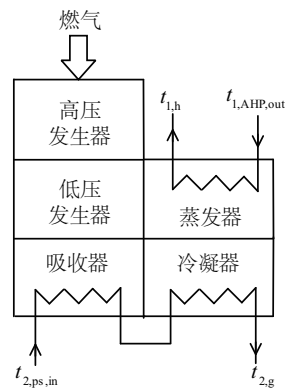 燃气
高压
发生器
t1,h
t1,AHP,out
低压
发生器
蒸发器
吸收器
冷凝器
t2,ps,in
t2,g